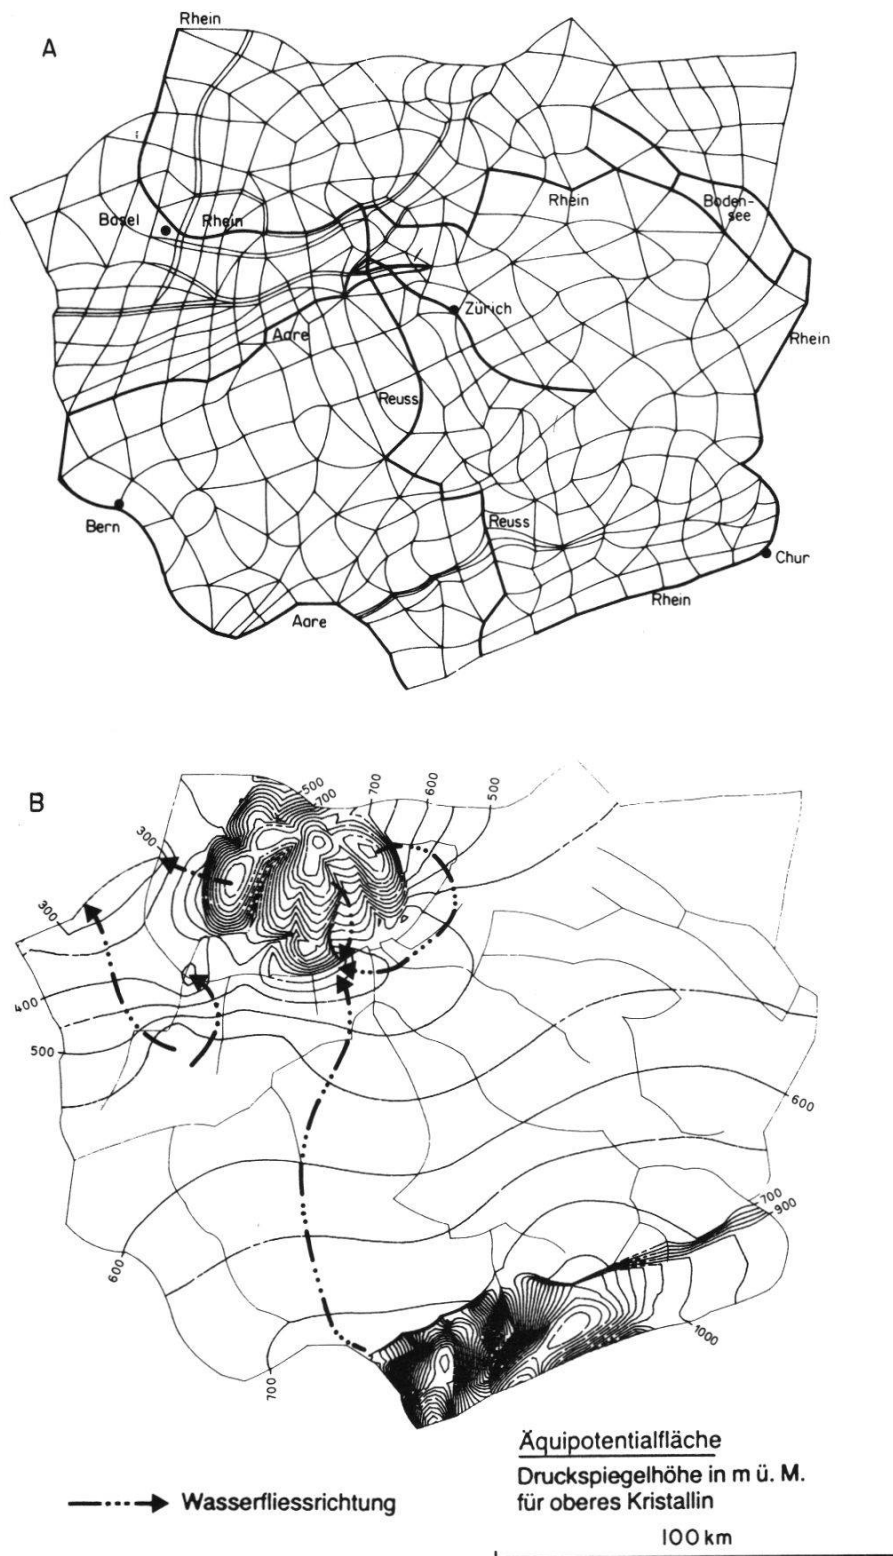 Rhein
A
Basel
Rhein
Rhein
Boden-
see
Zürich
Aare
Rhein
Reuss
Bern
Reuss
Chur
Rhein
Aare
B
500
700
700
600
500
300
300
400
500
600
700
900
600
1000
700
Äquipotentialfläche
Druckspiegelhöhe in m ü. M.
für oberes Kristallin
Wasserfliessrichtung
100 km